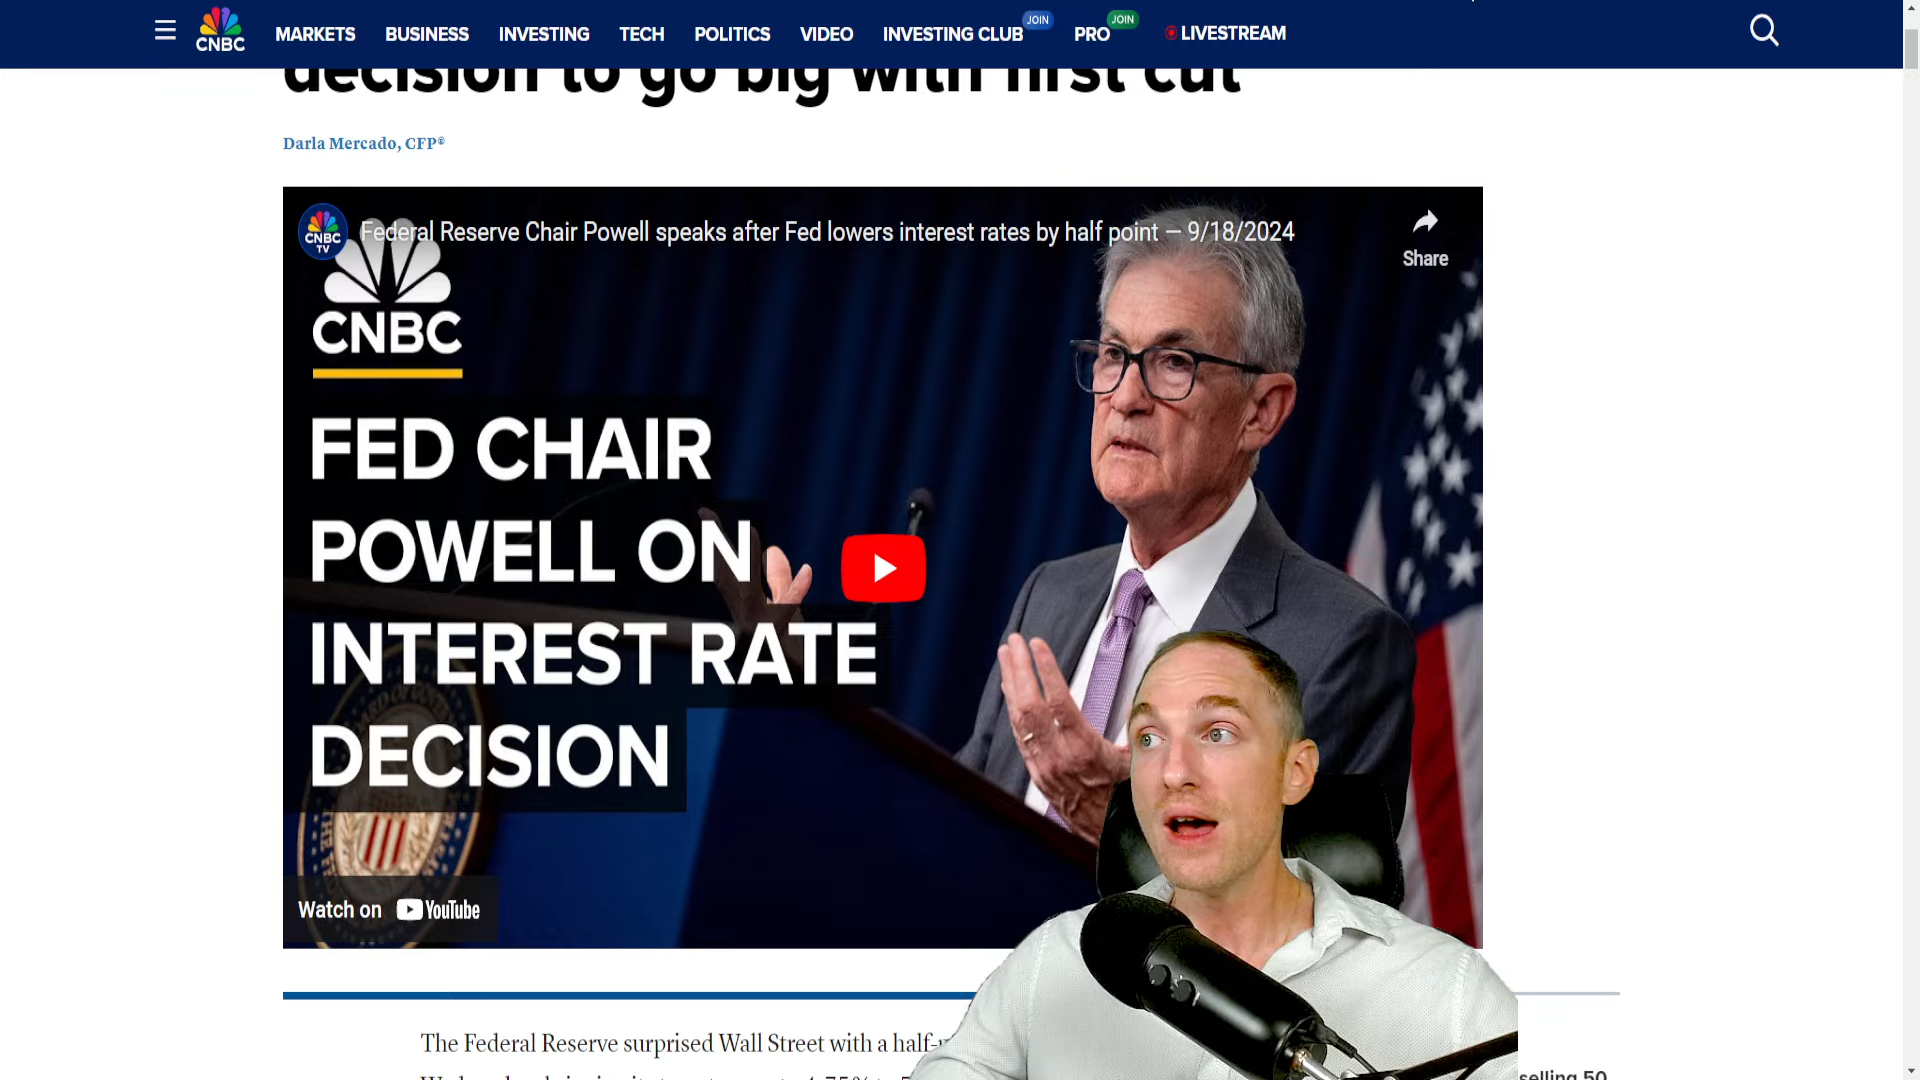 CNBC
MARKETS BUSINESS INVESTING TECH POLITICS VIDEO INVESTING CLUB JOIN PRO JOIN LIVESTREAM
decision to go big with first cut
Darla Mercado, CFP®
CNBC TV
Federal Reserve Chair Powell speaks after Fed lowers interest rates by half point – 9/18/2024
Share
CNBC
FED CHAIR
POWELL ON
INTEREST RATE
DECISION
Watch on YouTube
The Federal Reserve surprised Wall Street with a half-
selling 50